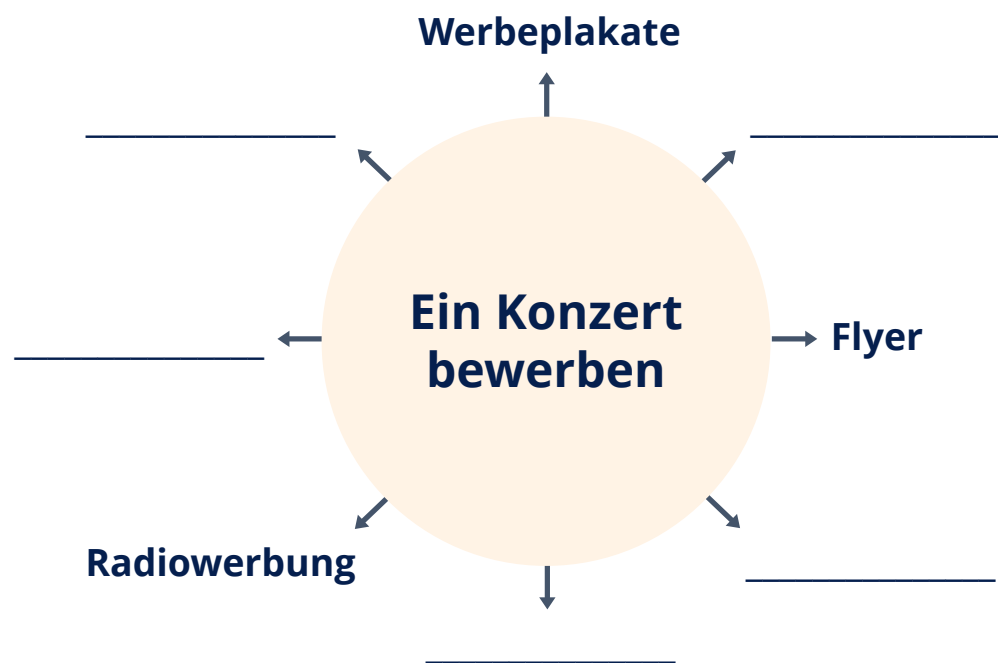 Werbeplakate
Ein Konzert
bewerben
Flyer
Radiowerbung